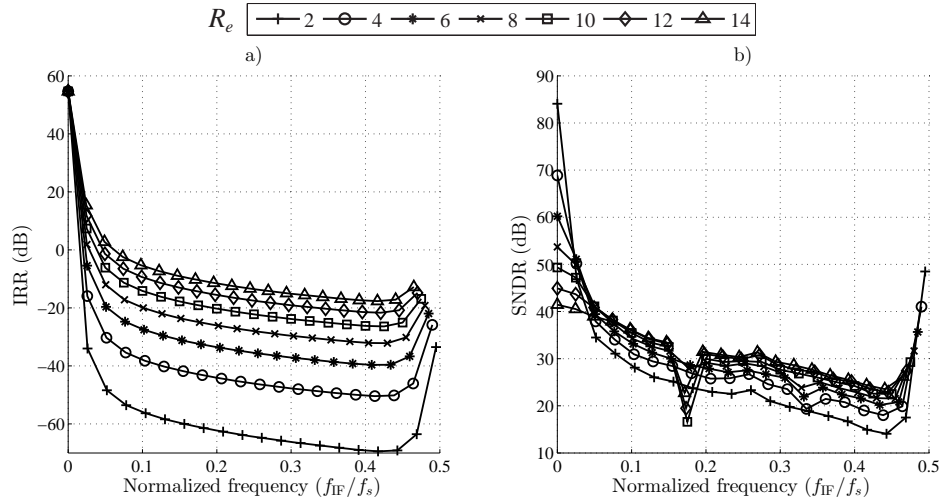 R_e 2 4 6 8 10 12 14
a)
60
40
20
0
−20
−40
−60
IRR (dB)
0 0.1 0.2 0.3 0.4 0.5
Normalized frequency (f_IF/f_s)
b)
90
80
70
60
50
40
30
20
10
SNDR (dB)
0 0.1 0.2 0.3 0.4 0.5
Normalized frequency (f_IF/f_s)